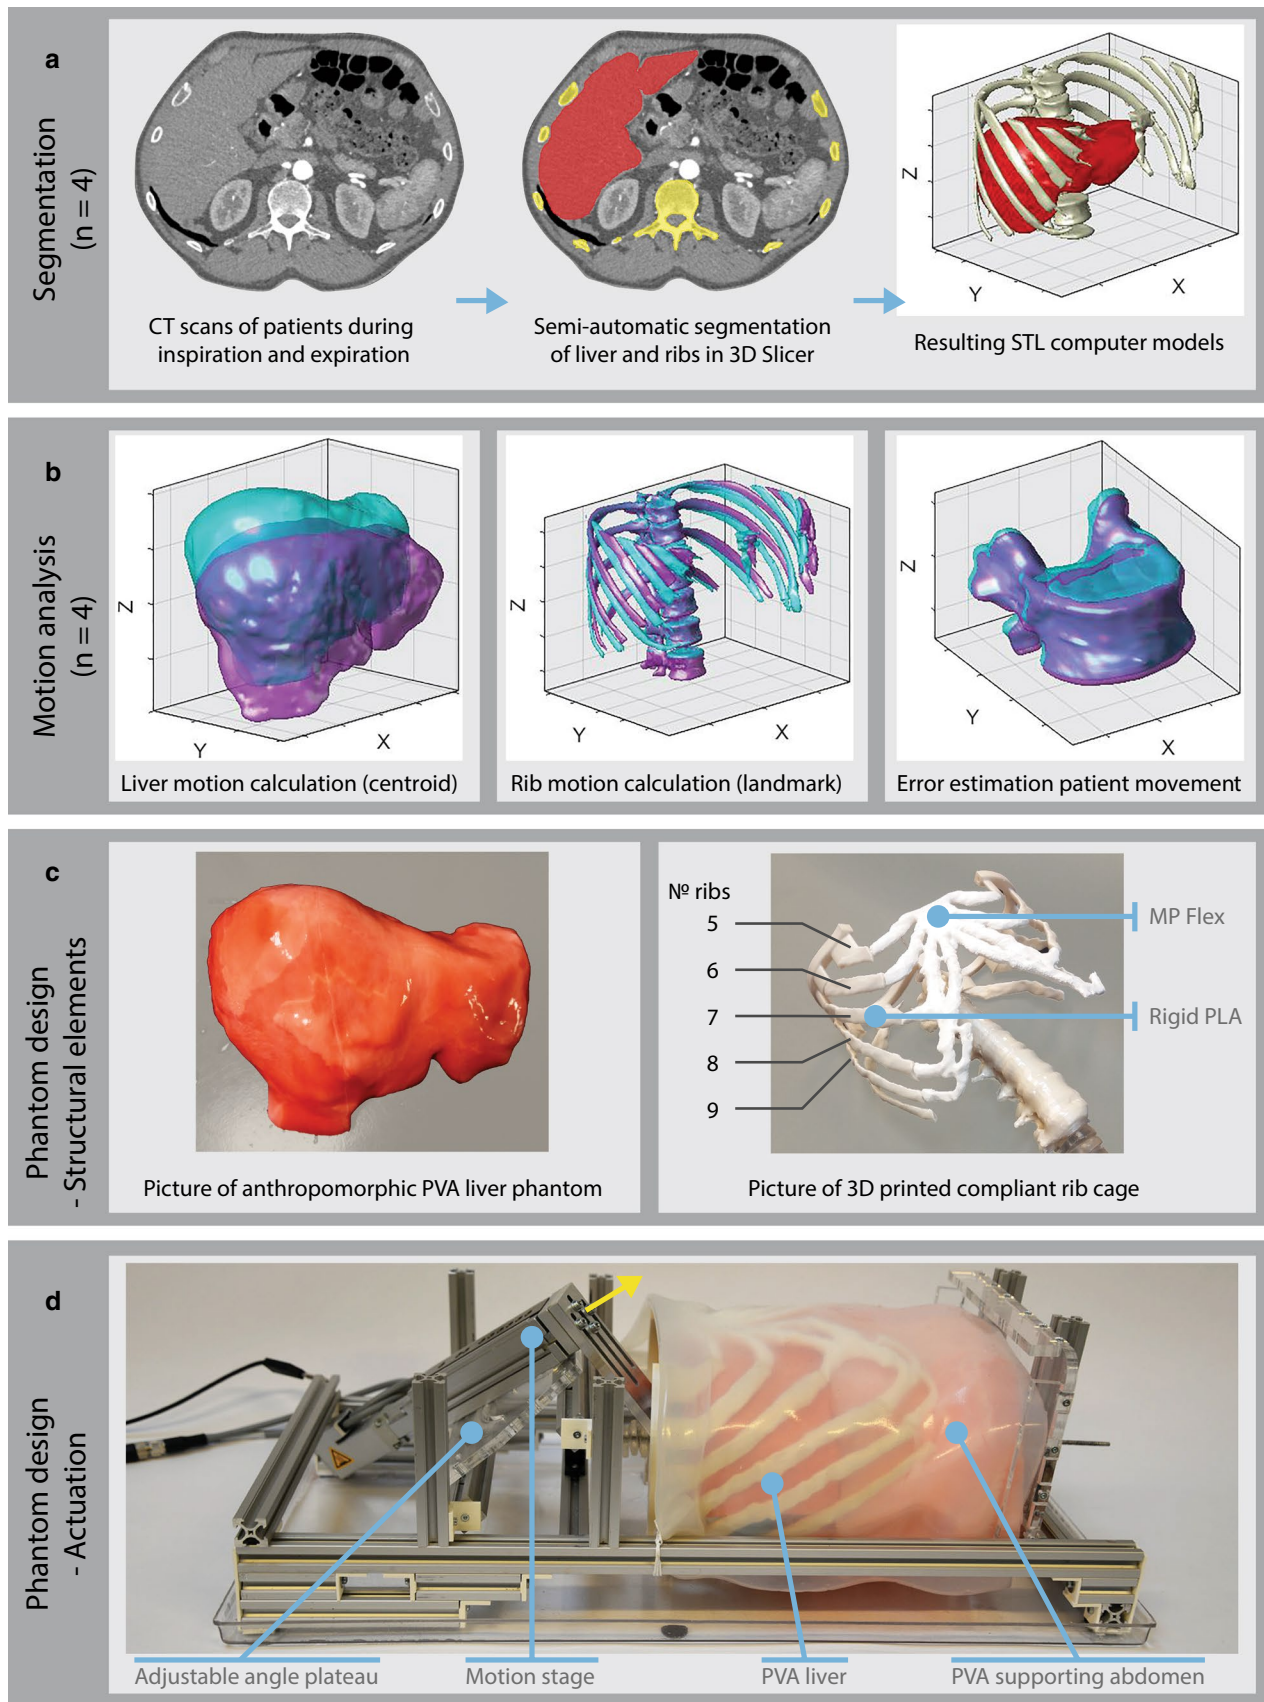 a
Segmentation
(n = 4)
CT scans of patients during
inspiration and expiration
Semi-automatic segmentation
of liver and ribs in 3D Slicer
Z
Y
X
Resulting STL computer models
b
Motion analysis
(n = 4)
Z
Y
X
Liver motion calculation (centroid)
Z
Y
X
Rib motion calculation (landmark)
Z
Y
X
Error estimation patient movement
c
Phantom design
- Structural elements
Picture of anthropomorphic PVA liver phantom
Nº ribs
5
6
7
8
9
MP Flex
Rigid PLA
Picture of 3D printed compliant rib cage
d
Phantom design
- Actuation
Adjustable angle plateau
Motion stage
PVA liver
PVA supporting abdomen